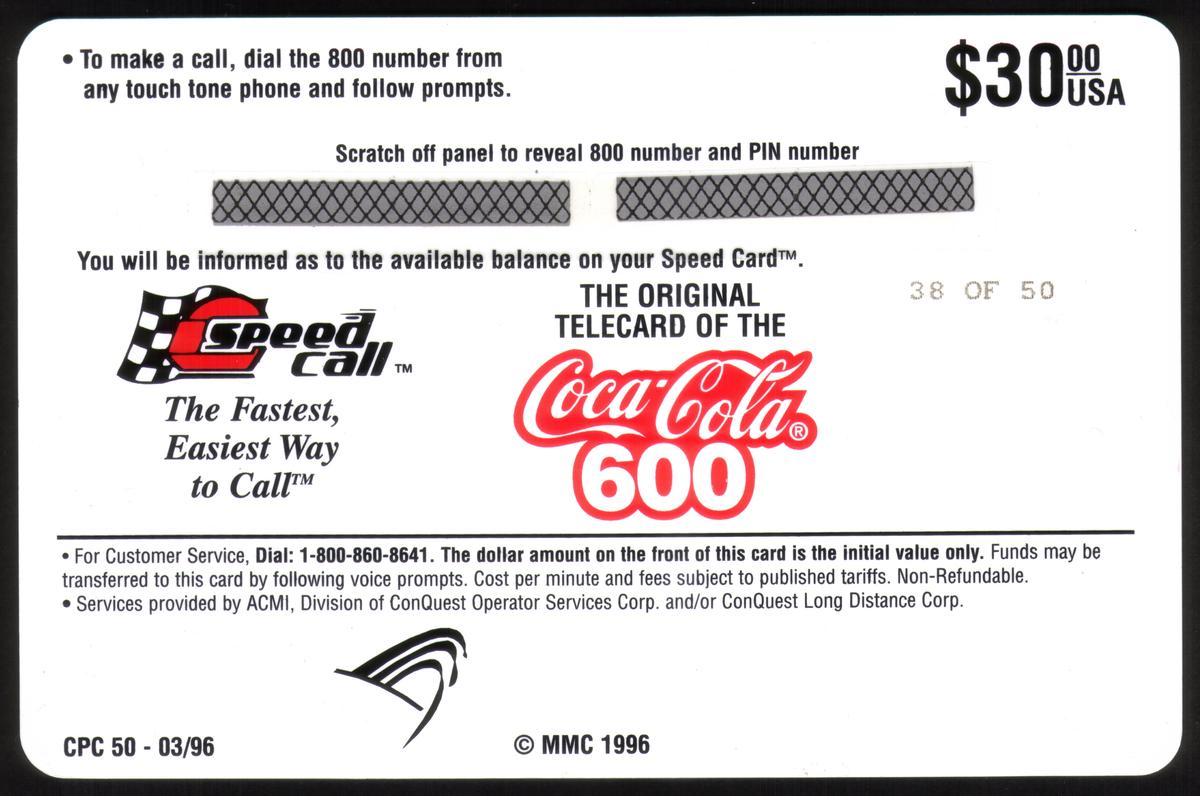 • To make a call, dial the 800 number from
any touch tone phone and follow prompts.
$30.00 USA
Scratch off panel to reveal 800 number and PIN number
You will be informed as to the available balance on your Speed Card™.
38 OF 50
speed
call™
The Fastest,
Easiest Way
to Call™
THE ORIGINAL
TELECARD OF THE
Coca-Cola®
600
• For Customer Service, Dial: 1-800-860-8641. The dollar amount on the front of this card is the initial value only. Funds may be
transferred to this card by following voice prompts. Cost per minute and fees subject to published tariffs. Non-Refundable.
• Services provided by ACMI, Division of ConQuest Operator Services Corp. and/or ConQuest Long Distance Corp.
CPC 50 - 03/96
© MMC 1996